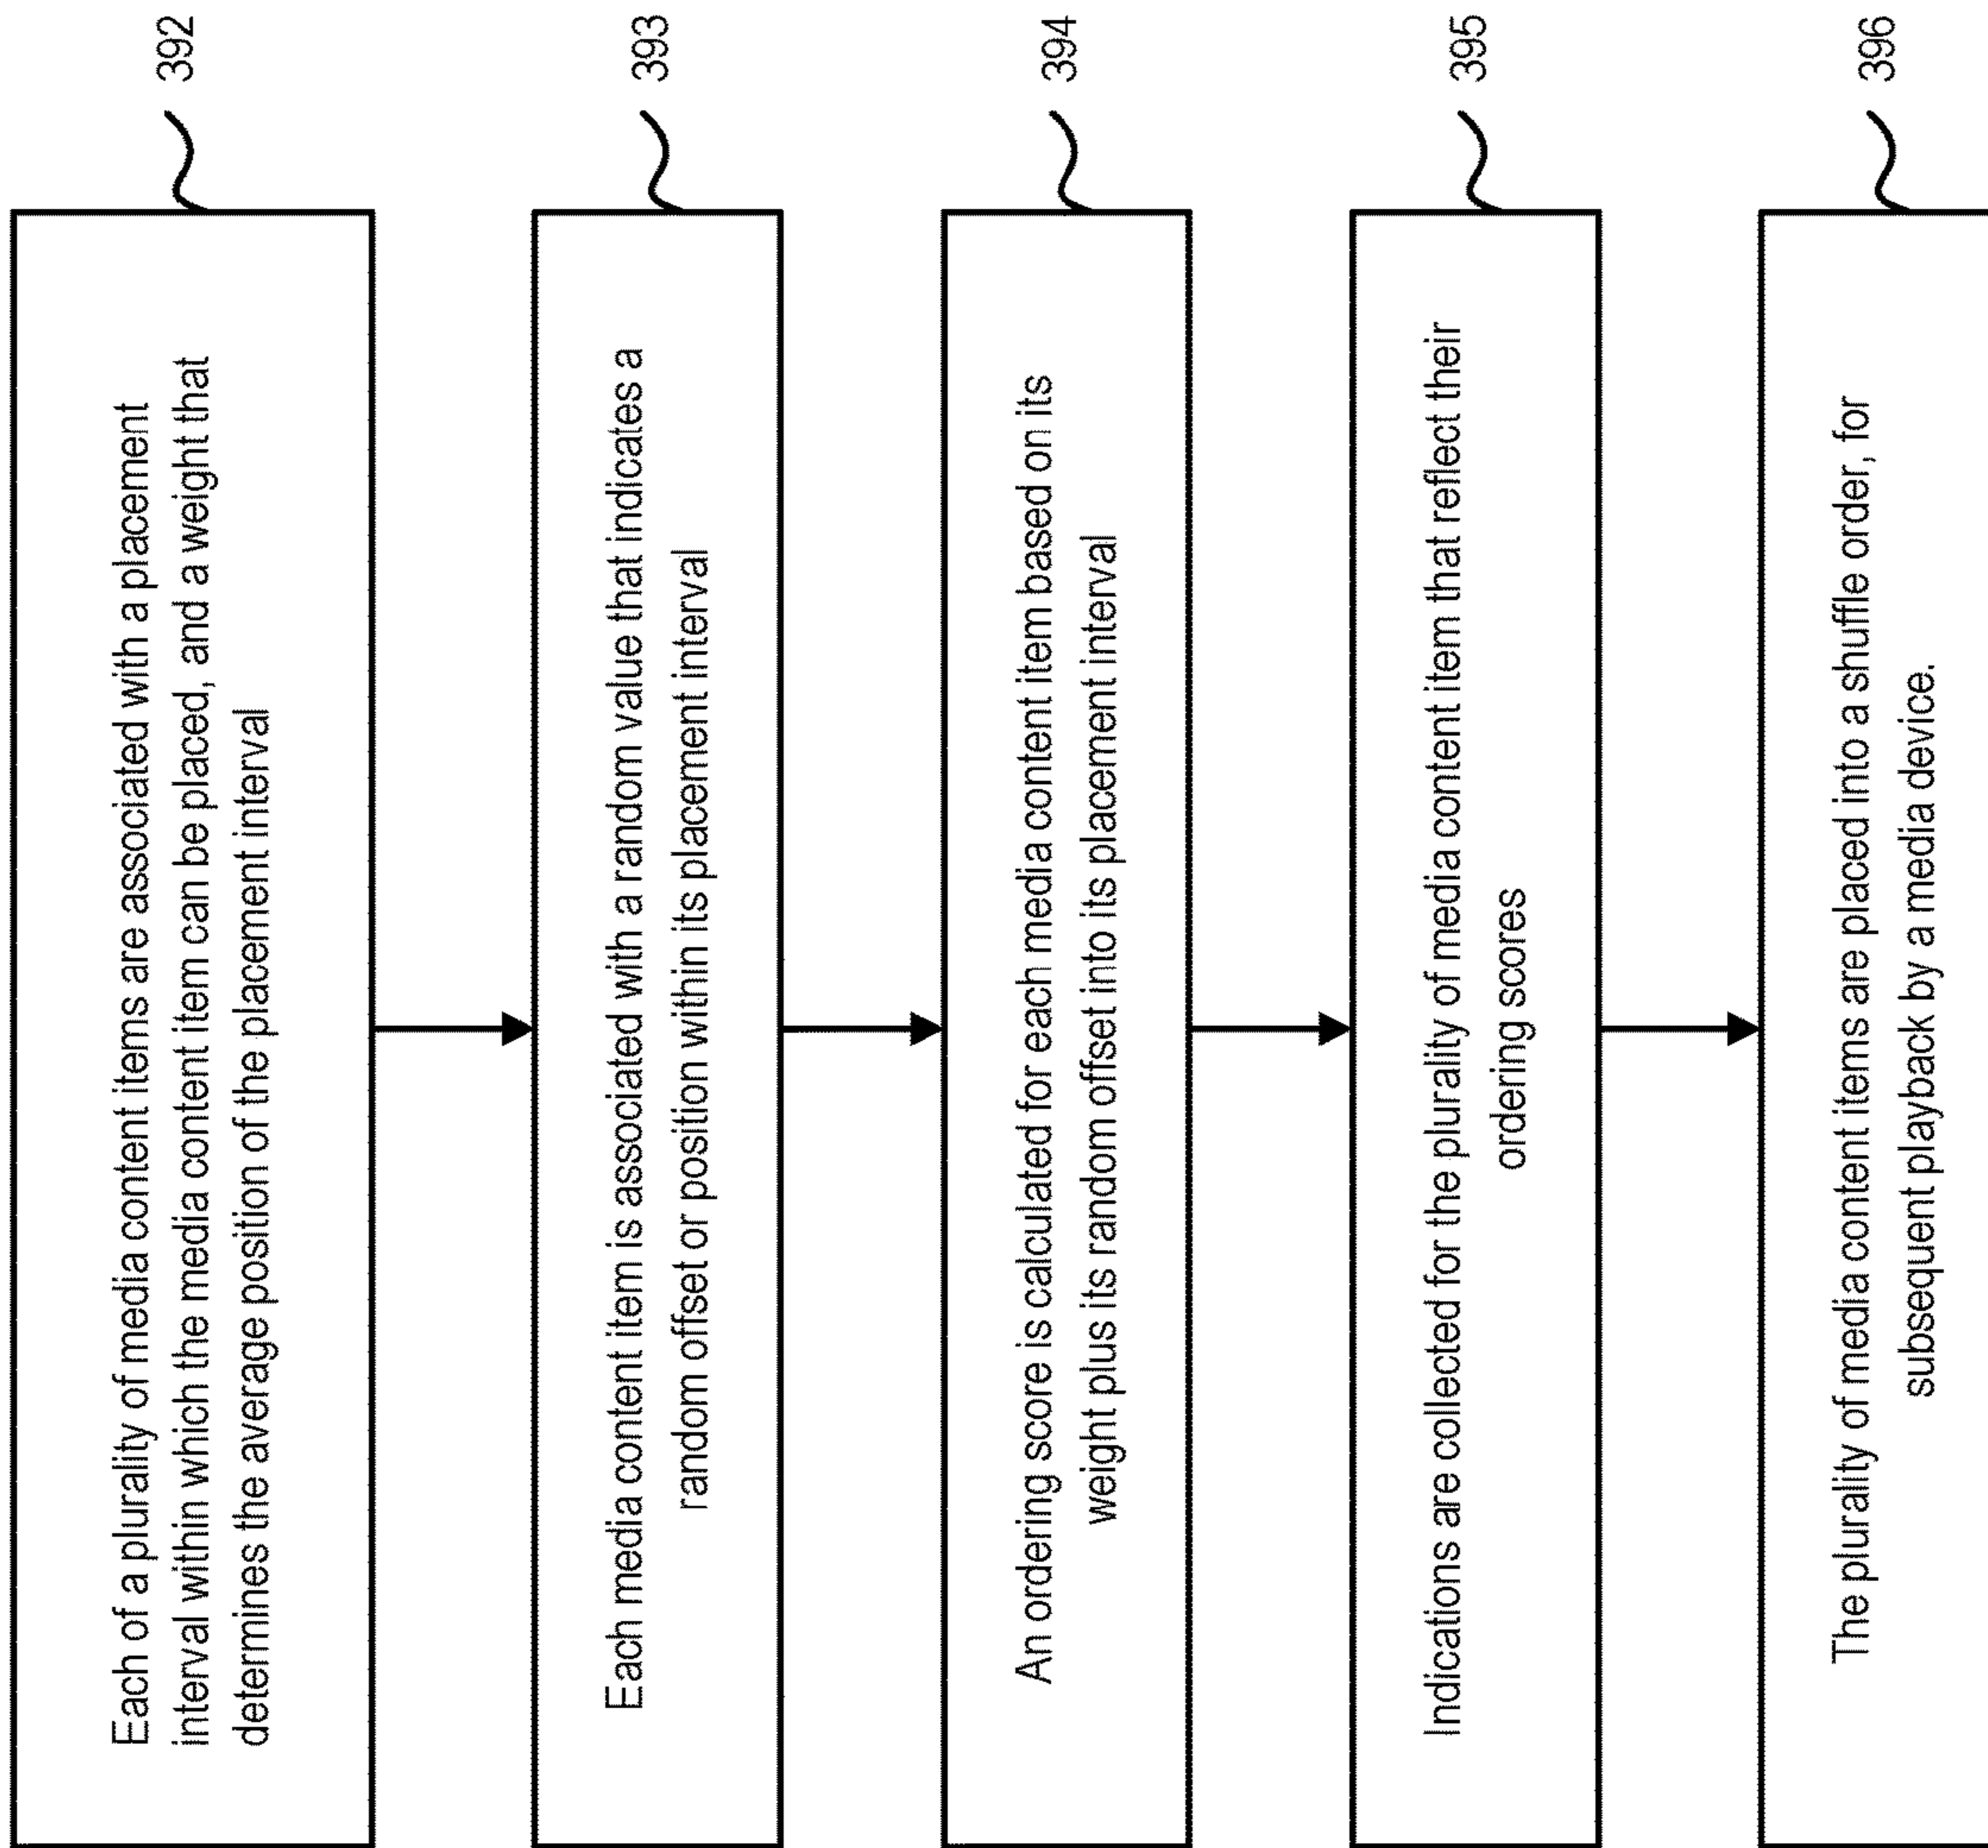 Each of a plurality of media content items are associated with a placement
interval within which the media content item can be placed, and a weight that
determines the average position of the placement interval
392
Each media content item is associated with a random value that indicates a
random offset or position within its placement interval
393
An ordering score is calculated for each media content item based on its
weight plus its random offset into its placement interval
394
Indications are collected for the plurality of media content item that reflect their
ordering scores
395
The plurality of media content items are placed into a shuffle order, for
subsequent playback by a media device.
396